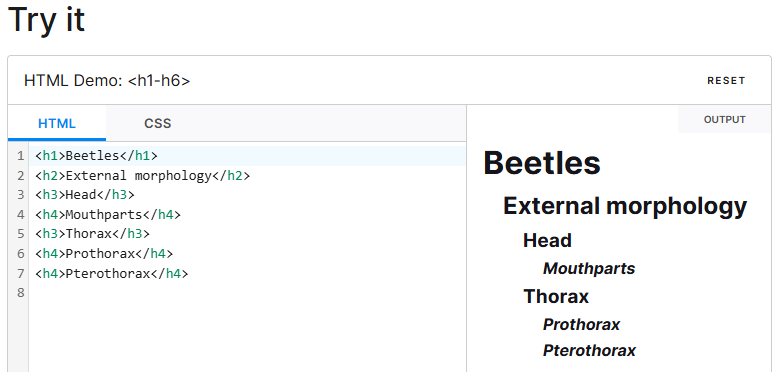 Try it
HTML Demo: <h1-h6>
RESET
HTML CSS
1 <h1>Beetles</h1>
2 <h2>External morphology</h2>
3 <h3>Head</h3>
4 <h4>Mouthparts</h4>
5 <h3>Thorax</h3>
6 <h4>Prothorax</h4>
7 <h4>Pterothorax</h4>
8
OUTPUT
Beetles
External morphology
Head
Mouthparts
Thorax
Prothorax
Pterothorax